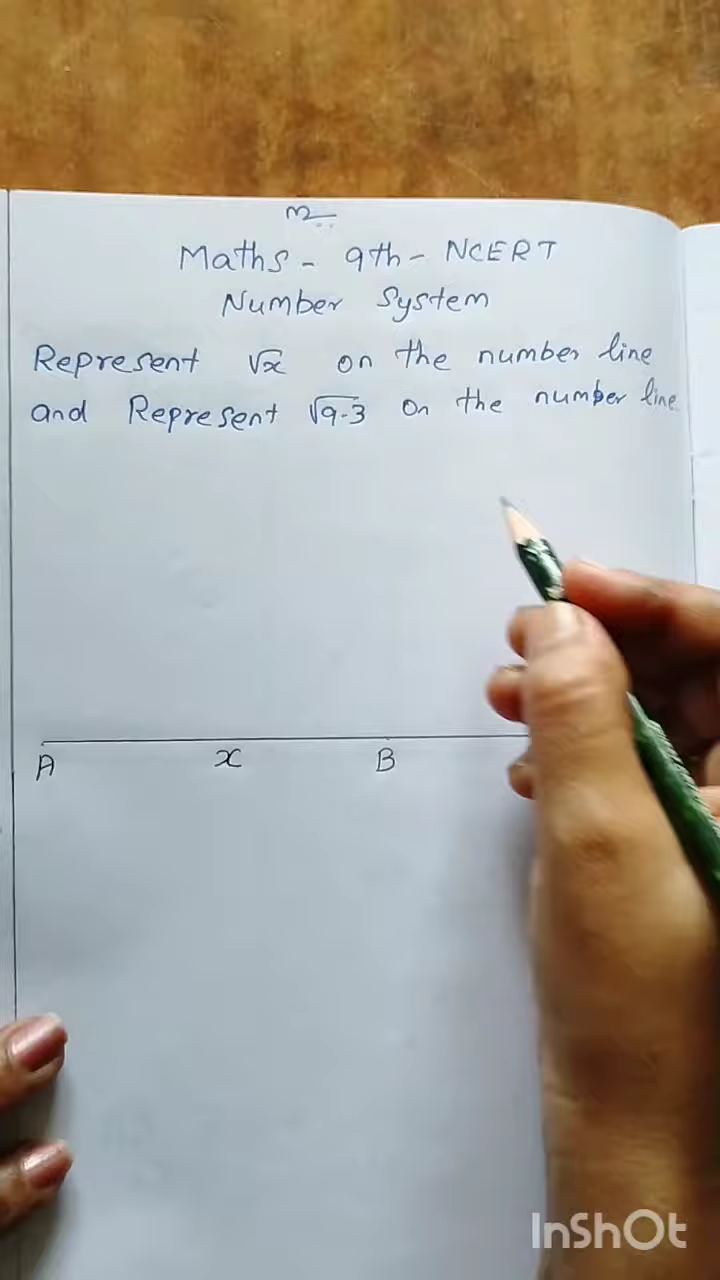 Maths - 9th - NCERT
Number System
Represent √x on the number line
and Represent √9.3 on the number line.
A x B
InShOt